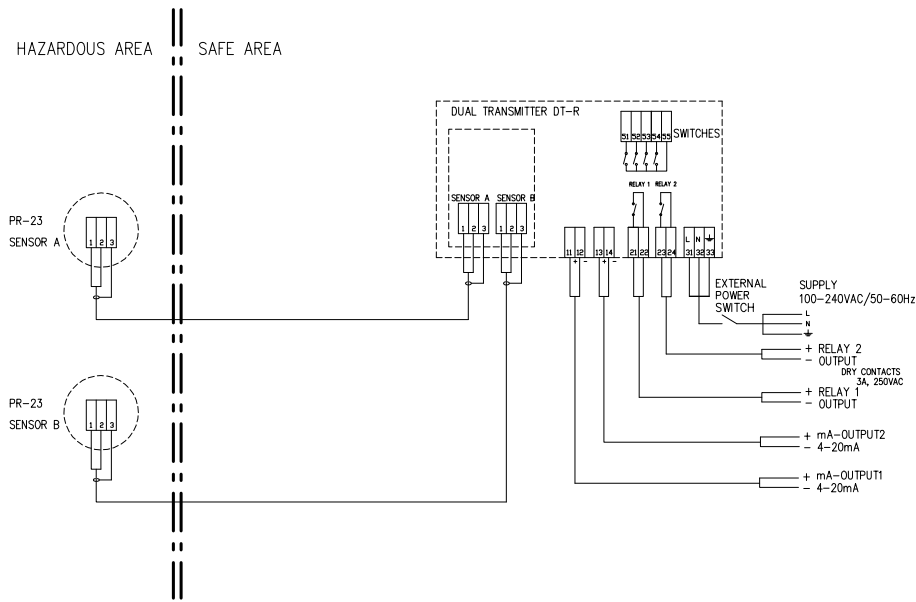 HAZARDOUS AREA
SAFE AREA
DUAL TRANSMITTER DT-R
51 52 53 54 55
SWITCHES
RELAY 1 RELAY 2
SENSOR A SENSOR B
1 2 3 1 2 3
PR-23
SENSOR A
1 2 3
11 12 13 14 21 22 23 24 31 32 33
L N
+ - + -
EXTERNAL
POWER
SWITCH
SUPPLY
100-240VAC/50-60Hz
L
N
+ RELAY 2
- OUTPUT
DRY CONTACTS
3A, 250VAC
+ RELAY 1
- OUTPUT
PR-23
SENSOR B
1 2 3
+ mA-OUTPUT2
- 4-20mA
+ mA-OUTPUT1
- 4-20mA